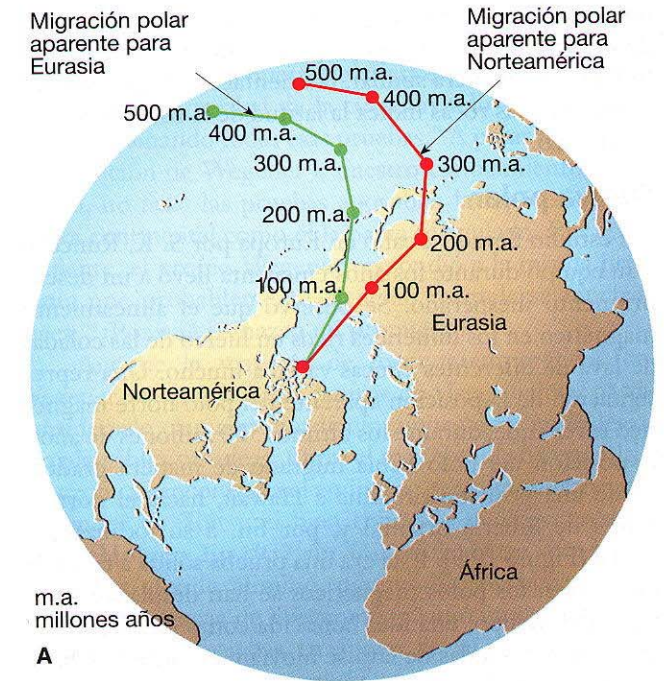 Migración polar
aparente para
Eurasia
Migración polar
aparente para
Norteamérica
500 m.a.
400 m.a.
300 m.a.
200 m.a.
100 m.a.
500 m.a.
400 m.a.
300 m.a.
200 m.a.
100 m.a.
Eurasia
Norteamérica
África
m.a.
millones años
A